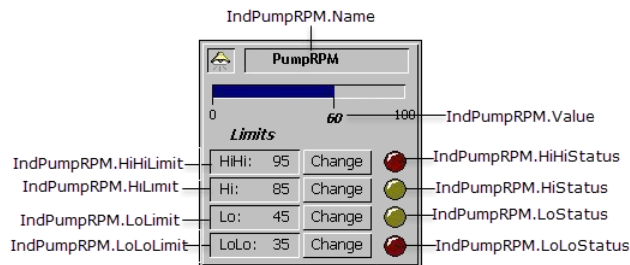 IndPumpRPM.Name
PumpRPM
0 60 100
IndPumpRPM.Value
Limits
IndPumpRPM.HiHiLimit HiHi: 95 Change IndPumpRPM.HiHiStatus
IndPumpRPM.HiLimit Hi: 85 Change IndPumpRPM.HiStatus
IndPumpRPM.LoLimit Lo: 45 Change IndPumpRPM.LoStatus
IndPumpRPM.LoLoLimit LoLo: 35 Change IndPumpRPM.LoLoStatus